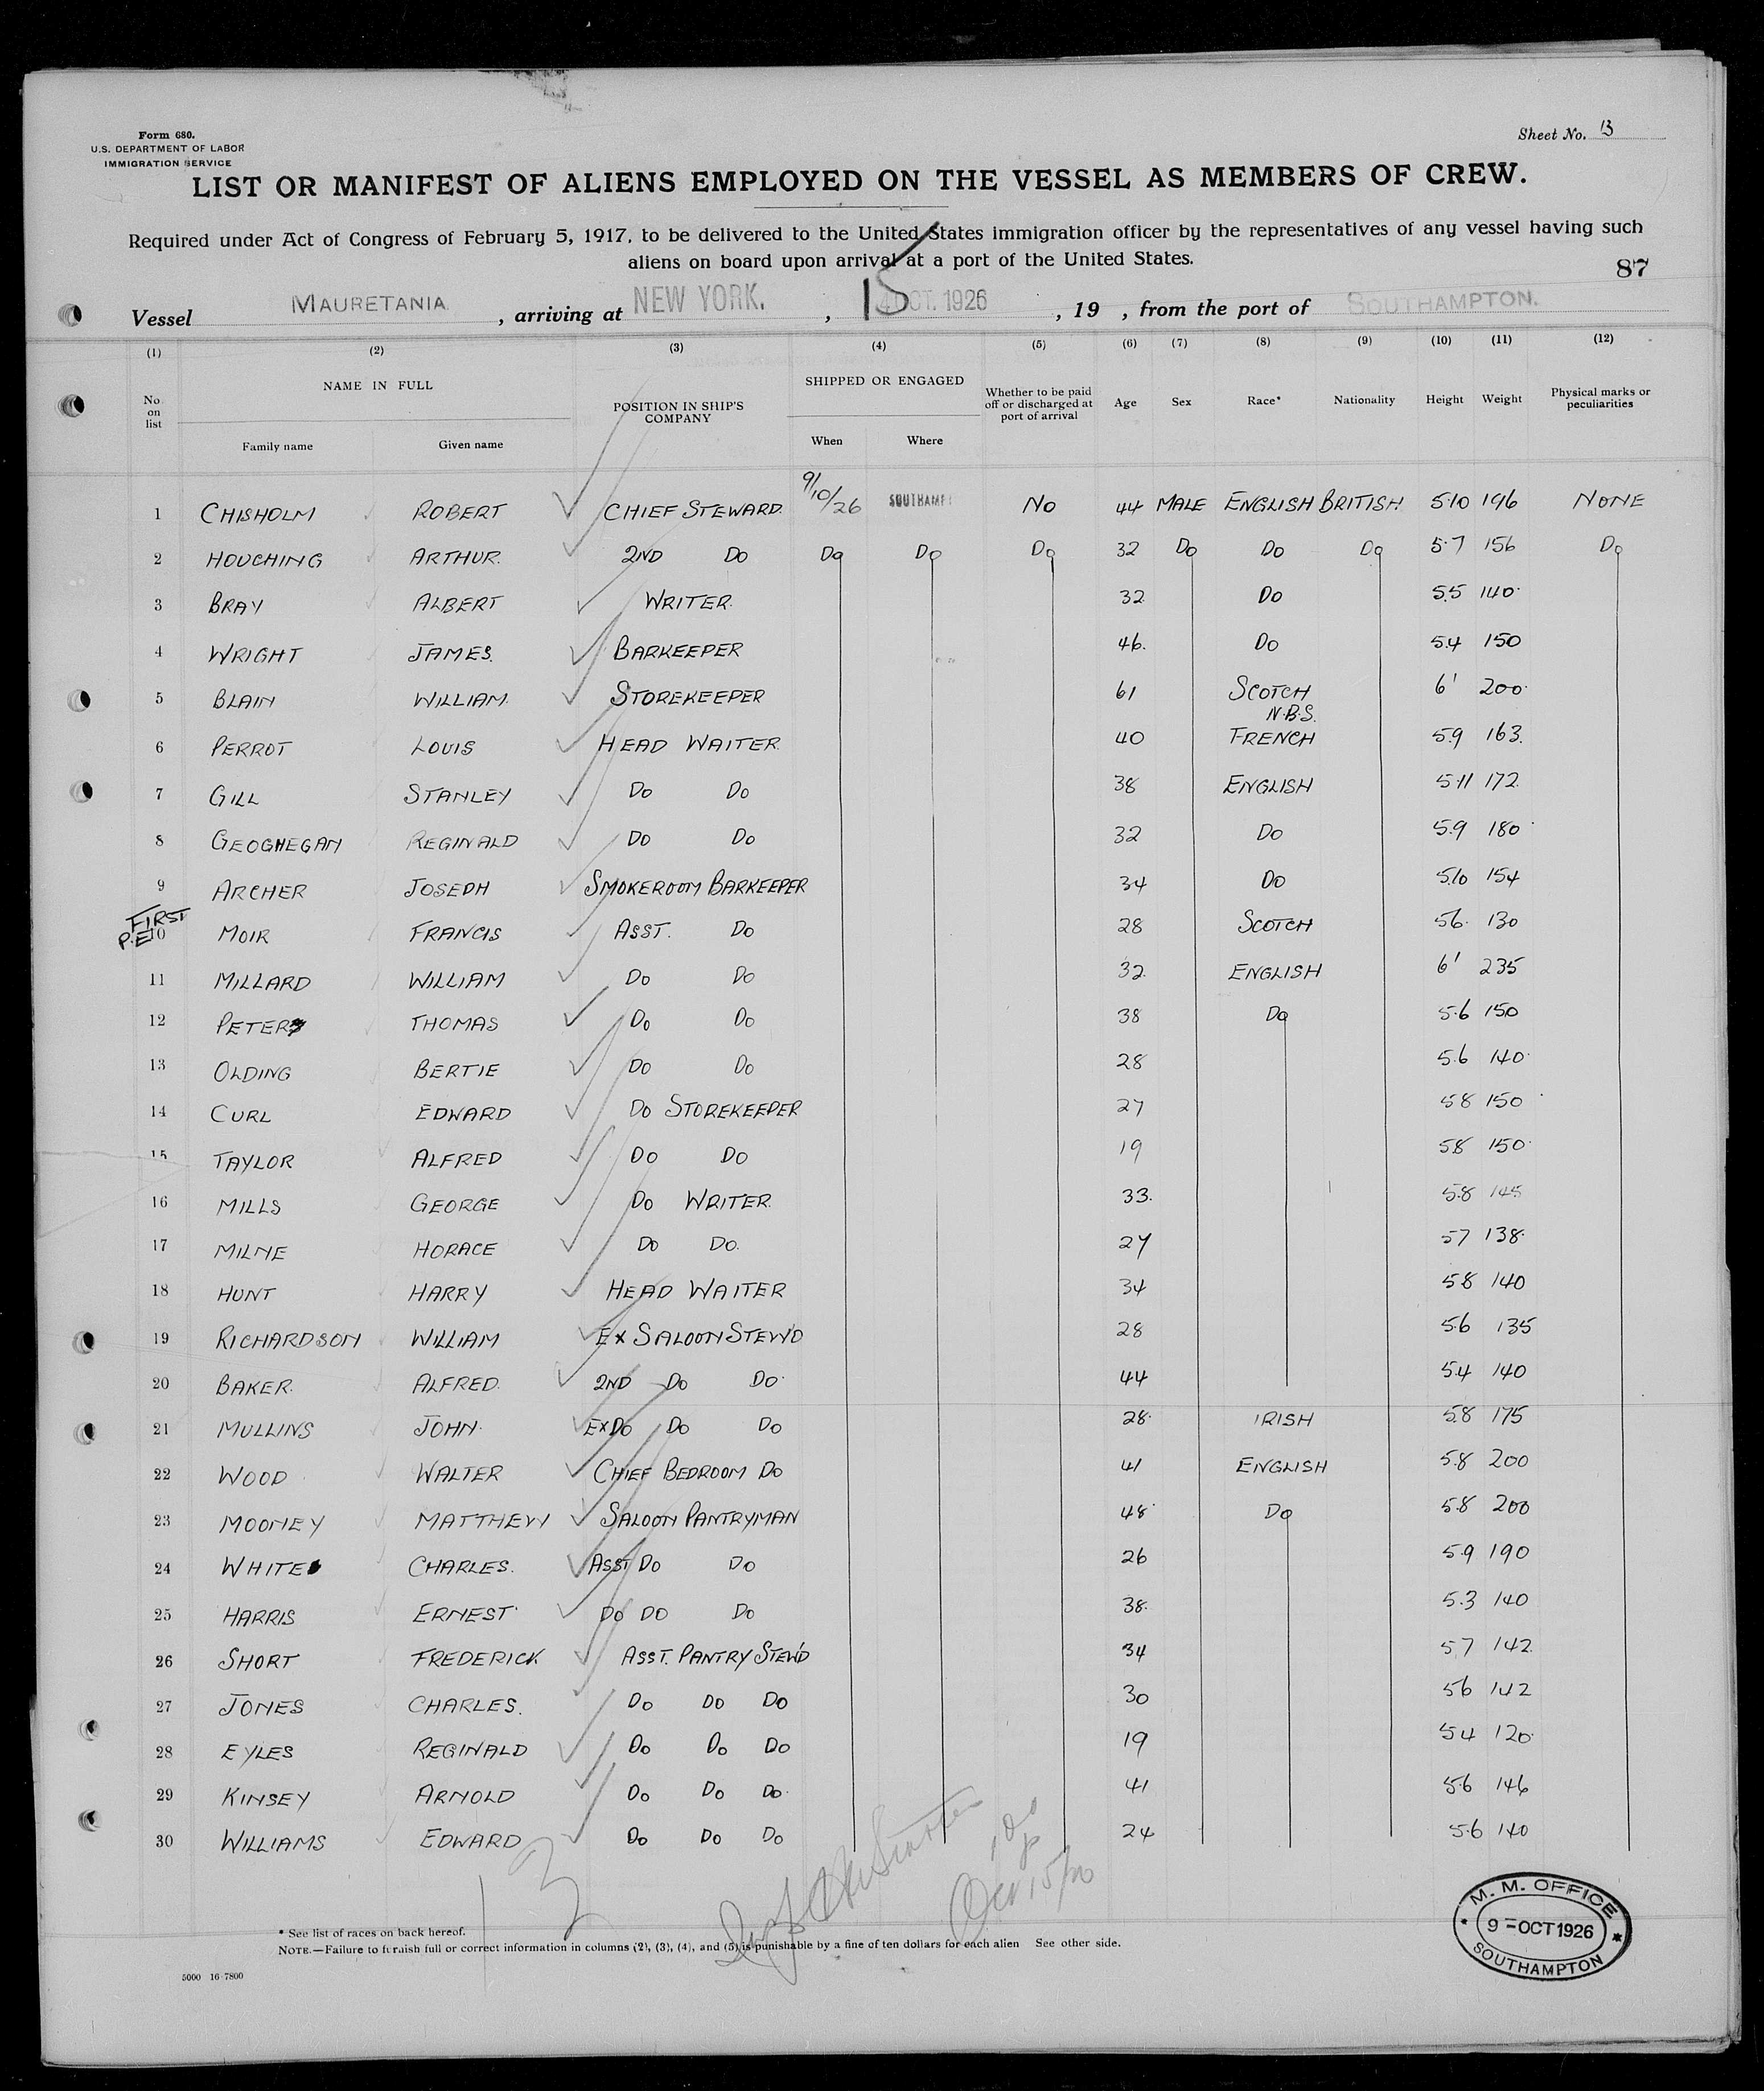 Form 680.
U.S. DEPARTMENT OF LABOR
IMMIGRATION SERVICE
Sheet No. B
LIST OR MANIFEST OF ALIENS EMPLOYED ON THE VESSEL AS MEMBERS OF CREW.
Required under Act of Congress of February 5, 1917, to be delivered to the United States immigration officer by the representatives of any vessel having such
aliens on board upon arrival at a port of the United States.
87
Vessel MAURETANIA, arriving at NEW YORK., 15 OCT. 1926, 19 , from the port of SOUTHAMPTON.
(1) (2) (3) (4) (5) (6) (7) (8) (9) (10) (11) (12)
No. on list NAME IN FULL Family name Given name POSITION IN SHIP'S COMPANY SHIPPED OR ENGAGED When Where Whether to be paid off or discharged at port of arrival Age Sex Race* Nationality Height Weight Physical marks or peculiarities
1 CHISHOLM ROBERT CHIEF STEWARD. 9/10/26 SOUTHAMP No 44 MALE ENGLISH BRITISH 5.10 196 NONE
2 HOUCHING ARTHUR. 2ND Do Do Do Do 32 Do Do Do 5.7 156 Do
3 BRAY ALBERT WRITER. 32 Do 5.5 140
4 WRIGHT JAMES. BARKEEPER 46. Do 5.4 150
5 BLAIN WILLIAM. STOREKEEPER 61 SCOTCH 6' 200
N.B.S.
6 PERROT LOUIS HEAD WAITER 40 FRENCH 5.9 163.
7 GILL STANLEY Do Do 38 ENGLISH 5.11 172
8 GEOGHEGAN REGINALD Do Do 32 Do 5.9 180
9 ARCHER JOSEPH SMOKEROOM BARKEEPER 34 Do 5.10 154
FIRST
P.E. 10 MOIR FRANCIS ASST. Do 28 SCOTCH 5.6 130
11 MILLARD WILLIAM Do Do 32. ENGLISH 6' 235
12 PETERS THOMAS Do Do 38 Do 5.6 150
13 OLDING BERTIE Do Do 28 5.6 140
14 CURL EDWARD Do STOREKEEPER 27 5.8 150
15 TAYLOR ALFRED Do Do 19 5.8 150
16 MILLS GEORGE Do WRITER. 33. 5.8 145
17 MILNE HORACE Do Do. 27 5.7 138
18 HUNT HARRY HEAD WAITER 34 5.8 140
19 RICHARDSON WILLIAM EX SALOON STEW'D 28 5.6 135
20 BAKER. ALFRED. 2ND Do Do 44 5.4 140
21 MULLINS JOHN. EX Do Do Do 28. IRISH 5.8 175
22 WOOD WALTER CHIEF BEDROOM Do 41 ENGLISH 5.8 200
23 MOONEY MATTHEW SALOON PANTRYMAN 48 Do 5.8 200
24 WHITE CHARLES. ASST Do Do 26 5.9 190
25 HARRIS ERNEST Do Do Do 38. 5.3 140
26 SHORT FREDERICK ASST. PANTRY STEW'D 34 5.7 142
27 JONES CHARLES. Do Do Do 30 5.6 142
28 EYLES REGINALD Do Do Do 19 5.4 120
29 KINSEY ARNOLD Do Do Do 41 5.6 146
30 WILLIAMS EDWARD Do Do Do 24 5.6 140
* See list of races on back hereof.
NOTE.—Failure to furnish full or correct information in columns (2), (3), (4), and (5) is punishable by a fine of ten dollars for each alien See other side.
5000 16-7800
M. M. OFFICE
9-OCT 1926
SOUTHAMPTON